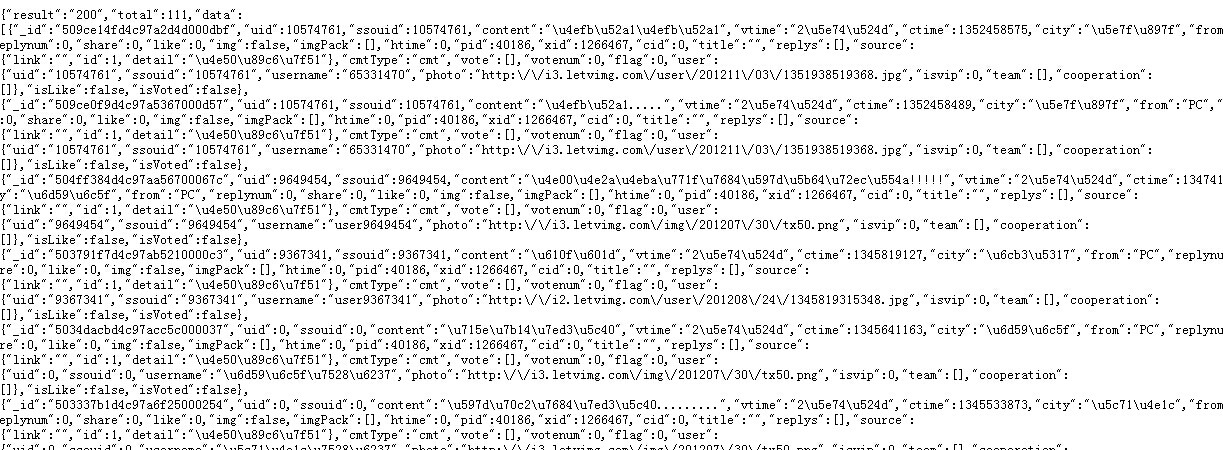 {"result":"200","total":111,"data":
[{"_id":"509ce14fd4c97a2d4d000dbf","uid":10574761,"ssouid":10574761,"content":"\u4efb\u52a1\u4efb\u52a1","vtime":"2\u5e74\u524d","ctime":1352458575,"city":"\u5e7f\u897f","from
eplynum":0,"share":0,"like":0,"img":false,"imgPack":[],"htime":0,"pid":40186,"xid":1266467,"cid":0,"title":"","replys":[],"source":
{"link":"","id":1,"detail":"\u4e50\u89c6\u7f51"},"cmtType":"cmt","vote":[],"votenum":0,"flag":0,"user":
{"uid":"10574761","ssouid":"10574761","username":"65331470","photo":"http:\/\/i3.letvimg.com\/user\/201211\/03\/1351938519368.jpg","isvip":0,"team":[],"cooperation":
[]},"isLike":false,"isVoted":false},
{"_id":"509ce0f9d4c97a5367000d57","uid":10574761,"ssouid":10574761,"content":"\u4efb\u52a1.....","vtime":"2\u5e74\u524d","ctime":1352458489,"city":"\u5e7f\u897f","from":"PC","
:0,"share":0,"like":0,"img":false,"imgPack":[],"htime":0,"pid":40186,"xid":1266467,"cid":0,"title":"","replys":[],"source":
{"link":"","id":1,"detail":"\u4e50\u89c6\u7f51"},"cmtType":"cmt","vote":[],"votenum":0,"flag":0,"user":
{"uid":"10574761","ssouid":"10574761","username":"65331470","photo":"http:\/\/i3.letvimg.com\/user\/201211\/03\/1351938519368.jpg","isvip":0,"team":[],"cooperation":
[]},"isLike":false,"isVoted":false},
{"_id":"504ff384d4c97aa56700067c","uid":9649454,"ssouid":9649454,"content":"\u4e00\u4e2a\u4eba\u771f\u7684\u597d\u5b64\u72ec\u554a!!!!!","vtime":"2\u5e74\u524d","ctime":134741
y":"\u6d59\u6c5f","from":"PC","replynum":0,"share":0,"like":0,"img":false,"imgPack":[],"htime":0,"pid":40186,"xid":1266467,"cid":0,"title":"","replys":[],"source":
{"link":"","id":1,"detail":"\u4e50\u89c6\u7f51"},"cmtType":"cmt","vote":[],"votenum":0,"flag":0,"user":
{"uid":"9649454","ssouid":"9649454","username":"user9649454","photo":"http:\/\/i3.letvimg.com\/img\/201207\/30\/tx50.png","isvip":0,"team":[],"cooperation":
[]},"isLike":false,"isVoted":false},
{"_id":"503791f7d4c97ab5210000c3","uid":9367341,"ssouid":9367341,"content":"\u610f\u601d","vtime":"2\u5e74\u524d","ctime":1345819127,"city":"\u6cb3\u5317","from":"PC","replynu
re":0,"like":0,"img":false,"imgPack":[],"htime":0,"pid":40186,"xid":1266467,"cid":0,"title":"","replys":[],"source":
{"link":"","id":1,"detail":"\u4e50\u89c6\u7f51"},"cmtType":"cmt","vote":[],"votenum":0,"flag":0,"user":
{"uid":"9367341","ssouid":"9367341","username":"user9367341","photo":"http:\/\/i2.letvimg.com\/user\/201208\/24\/1345819315348.jpg","isvip":0,"team":[],"cooperation":
[]},"isLike":false,"isVoted":false},
{"_id":"5034dacbd4c97acc5c000037","uid":0,"ssouid":0,"content":"\u715e\u7b14\u7ed3\u5c40","vtime":"2\u5e74\u524d","ctime":1345641163,"city":"\u6d59\u6c5f","from":"PC","replynu
re":0,"like":0,"img":false,"imgPack":[],"htime":0,"pid":40186,"xid":1266467,"cid":0,"title":"","replys":[],"source":
{"link":"","id":1,"detail":"\u4e50\u89c6\u7f51"},"cmtType":"cmt","vote":[],"votenum":0,"flag":0,"user":
{"uid":0,"ssouid":0,"username":"\u6d59\u6c5f\u7528\u6237","photo":"http:\/\/i3.letvimg.com\/img\/201207\/30\/tx50.png","isvip":0,"team":[],"cooperation":
[]},"isLike":false,"isVoted":false},
{"_id":"503337b1d4c97a6f25000254","uid":0,"ssouid":0,"content":"\u597d\u70c2\u7684\u7ed3\u5c40.........","vtime":"2\u5e74\u524d","ctime":1345533873,"city":"\u5c71\u4e1c","from
eplynum":0,"share":0,"like":0,"img":false,"imgPack":[],"htime":0,"pid":40186,"xid":1266467,"cid":0,"title":"","replys":[],"source":
{"link":"","id":1,"detail":"\u4e50\u89c6\u7f51"},"cmtType":"cmt","vote":[],"votenum":0,"flag":0,"user":